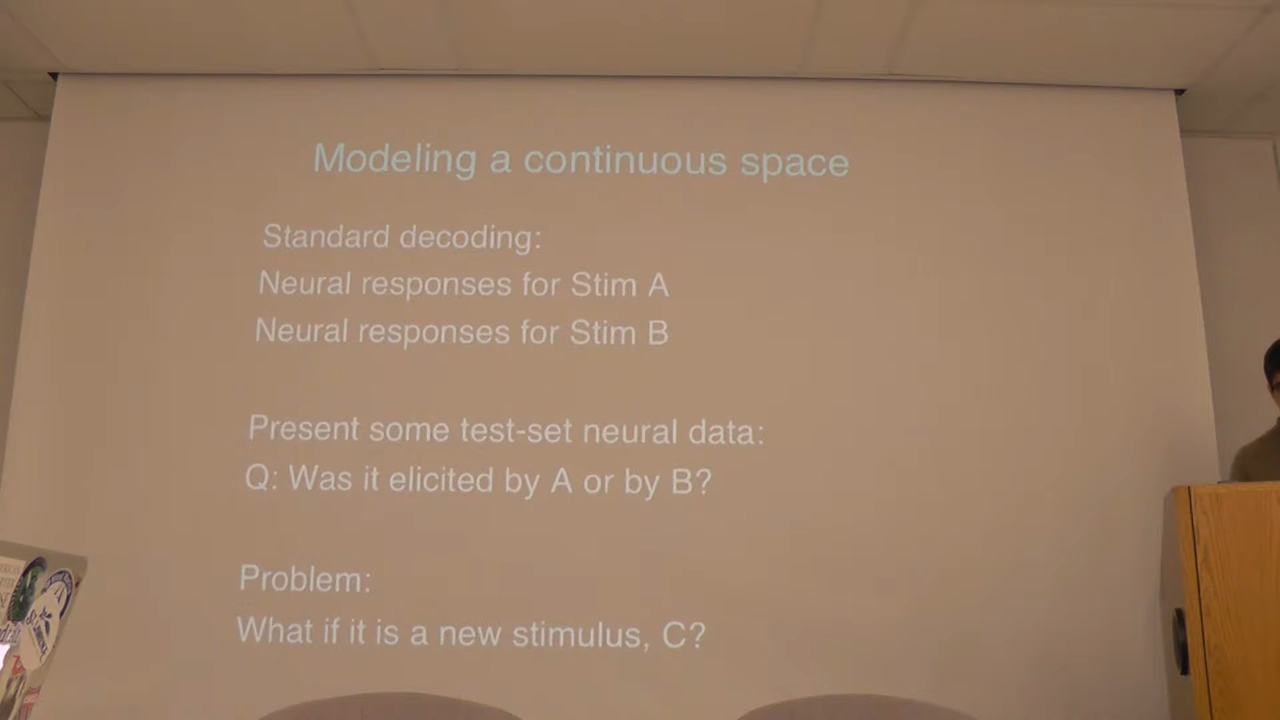 Modeling a continuous space
Standard decoding:
Neural responses for Stim A
Neural responses for Stim B
Present some test-set neural data:
Q: Was it elicited by A or by B?
Problem:
What if it is a new stimulus, C?